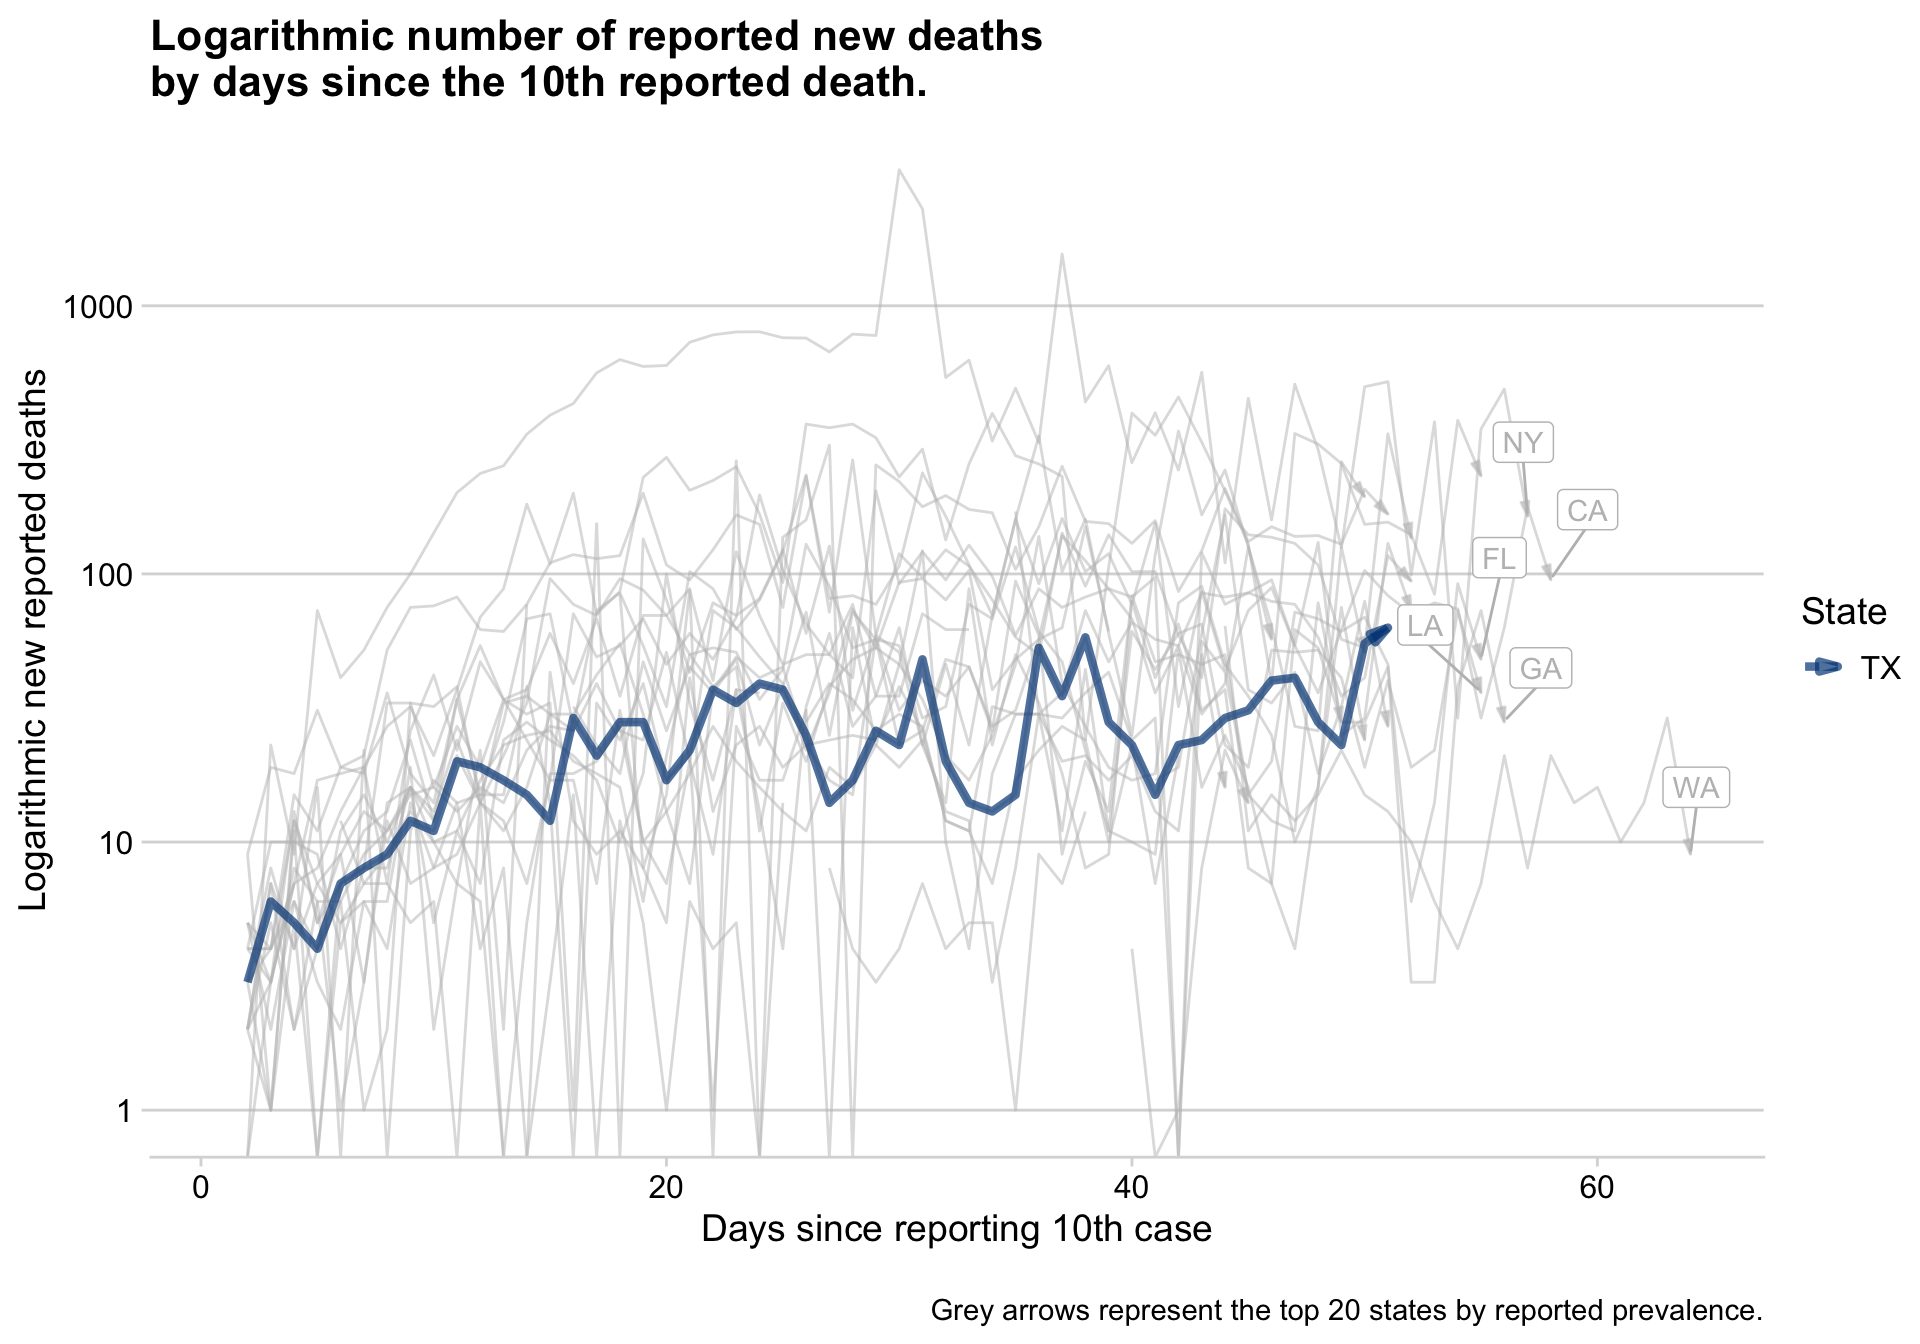 Logarithmic number of reported new deaths
by days since the 10th reported death.
Logarithmic new reported deaths
1000
100
10
1
NY
CA
FL
LA
GA
WA
State
TX
0
20
40
60
Days since reporting 10th case
Grey arrows represent the top 20 states by reported prevalence.